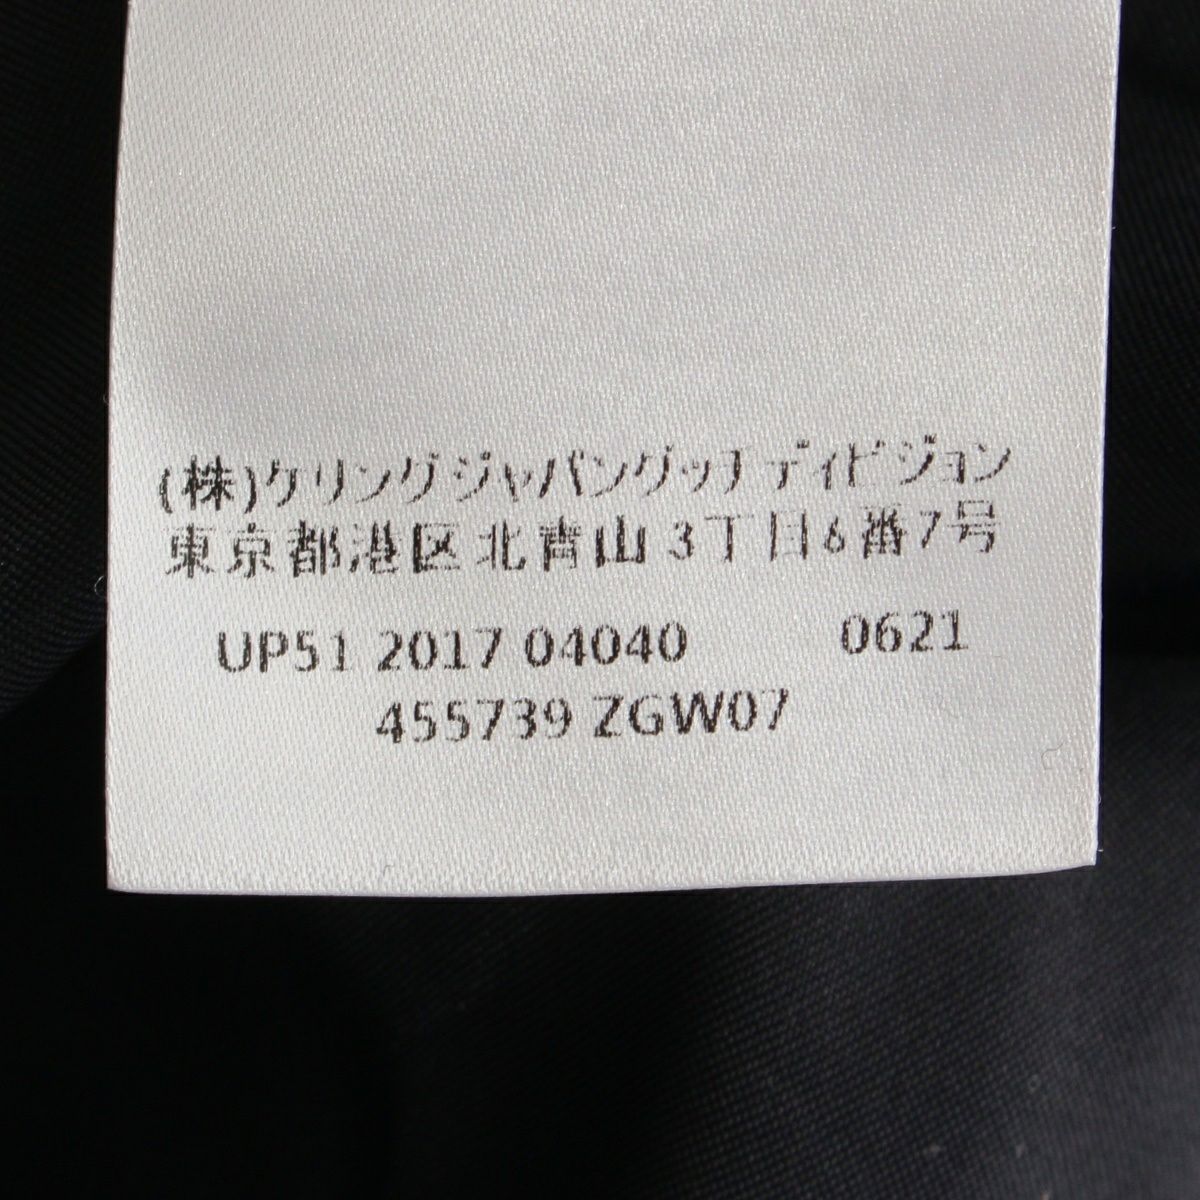 (株)ケリングジャパングッチディビジョン
東京都港区北青山3丁目6番7号
UP51 2017 04040 0621
455739 ZGW07